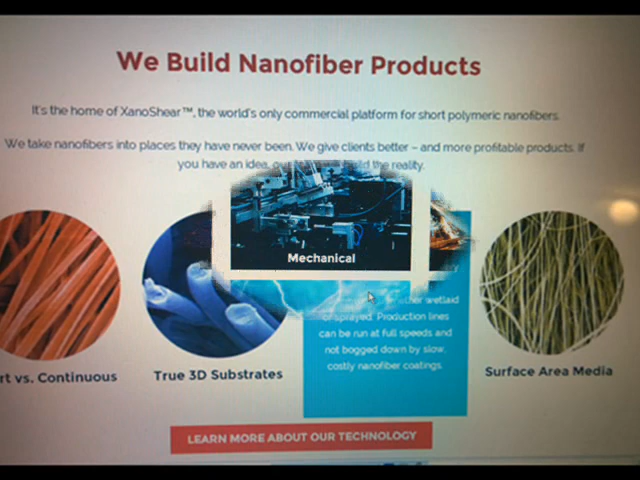 We Build Nanofiber Products
It's the home of XanoShear™, the world's only commercial platform for short polymeric nanofibers.
We take nanofibers into places they have never been. We give clients better – and more profitable products. If
you have an idea, the reality.
Mechanical
wetlaid
or sprayed. Production lines
can be run at full speeds and
not bogged down by slow,
costly nanofiber coatings.
rt vs. Continuous
True 3D Substrates
Surface Area Media
LEARN MORE ABOUT OUR TECHNOLOGY